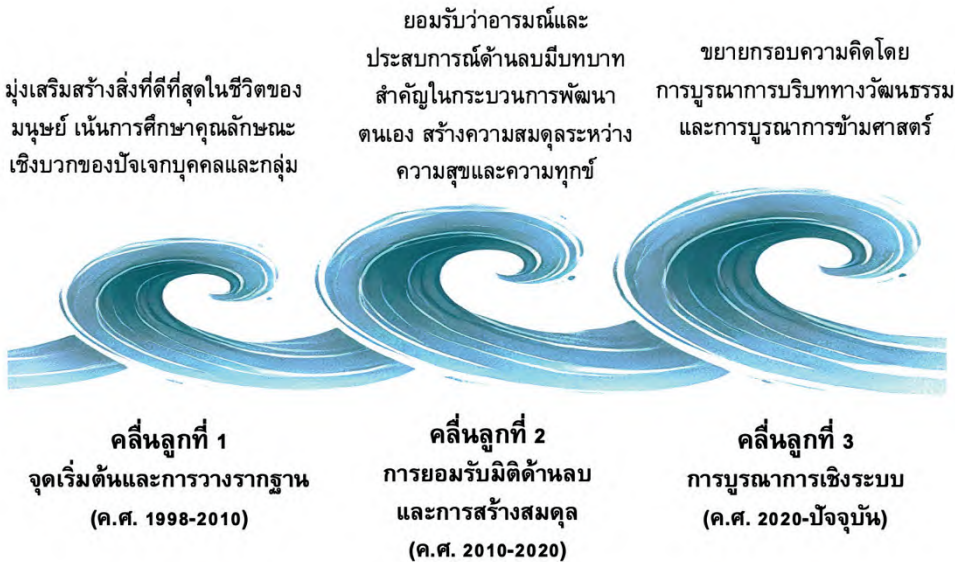 มุ่งเสริมสร้างสิ่งที่ดีที่สุดในชีวิตของ
มนุษย์ เน้นการศึกษาคุณลักษณะ
เชิงบวกของปัจเจกบุคคลและกลุ่ม
ยอมรับว่าอารมณ์และ
ประสบการณ์ด้านลบมีบทบาท
สำคัญในกระบวนการพัฒนา
ตนเอง สร้างความสมดุลระหว่าง
ความสุขและความทุกข์
ขยายกรอบความคิดโดย
การบูรณาการบริบททางวัฒนธรรม
และการบูรณาการข้ามศาสตร์
คลื่นลูกที่ 1
จุดเริ่มต้นและการวางรากฐาน
(ค.ศ. 1998-2010)
คลื่นลูกที่ 2
การยอมรับมิติด้านลบ
และการสร้างสมดุล
(ค.ศ. 2010-2020)
คลื่นลูกที่ 3
การบูรณาการเชิงระบบ
(ค.ศ. 2020-ปัจจุบัน)